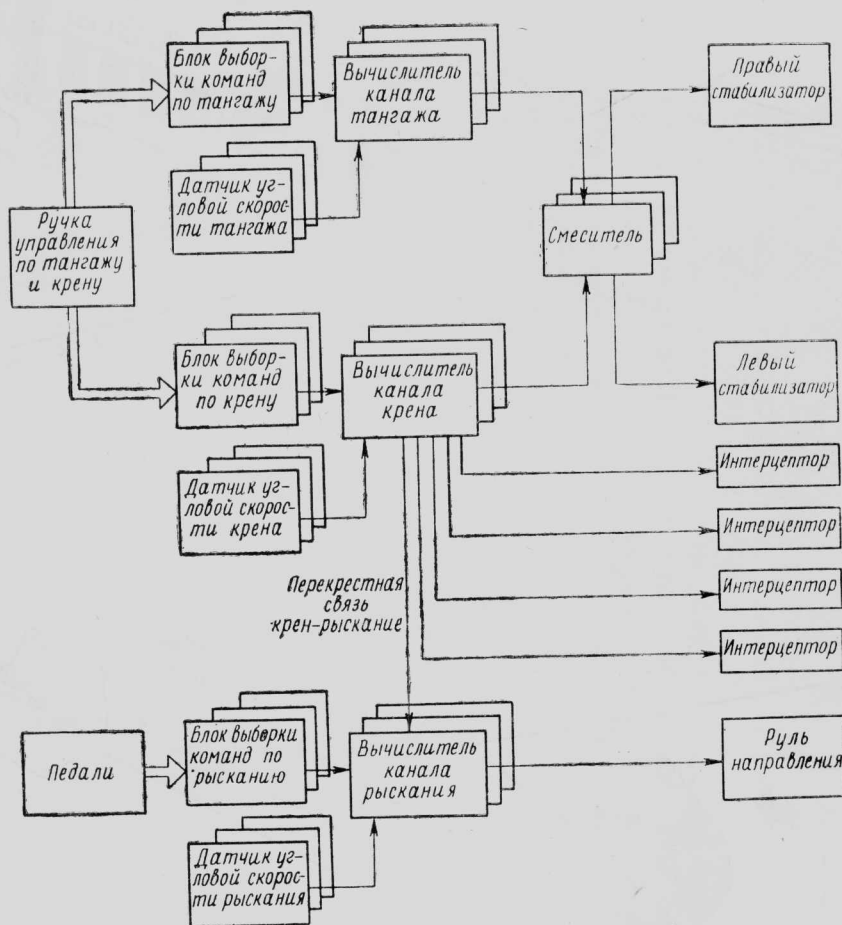 Блок выбор-
ки команд
по тангажу
Вычислитель
канала
тангажа
Правый
стабилизатор
Датчик уг-
ловой скорос-
ти тангажа
Ручка
управления
по тангажу
и крену
Смеситель
Блок выбор-
ки команд
по крену
Вычислитель
канала
крена
Левый
стабилизатор
Датчик уг-
ловой скорос-
ти крена
Интерцептор
Интерцептор
Интерцептор
Интерцептор
Перекрестная
связь
крен-рыскание
Педали
Блок выборки
команд по
рысканию
Вычислитель
канала
рыскания
Руль
направления
Датчик уг-
ловой скорос-
ти рыскания